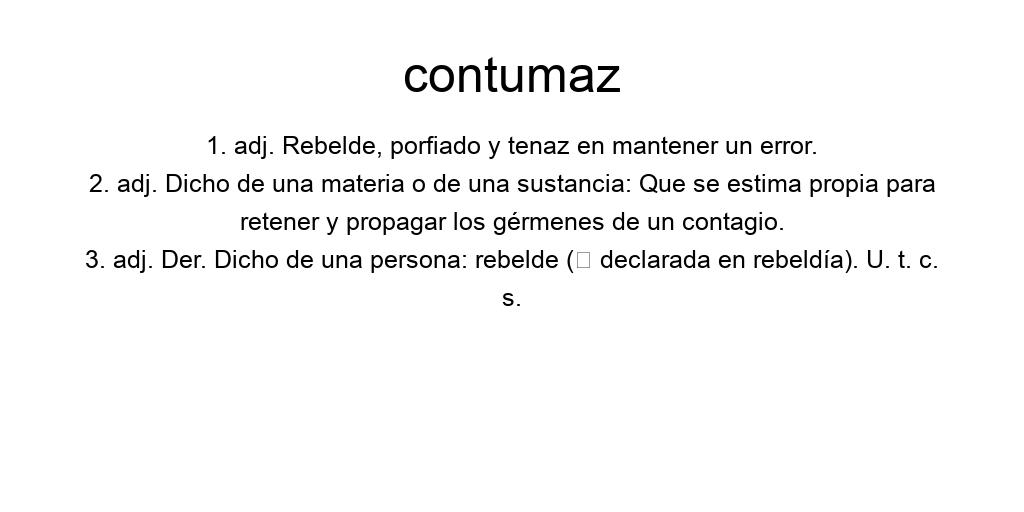 contumaz
1. adj. Rebelde, porfiado y tenaz en mantener un error.
2. adj. Dicho de una materia o de una sustancia: Que se estima propia para
retener y propagar los gérmenes de un contagio.
3. adj. Der. Dicho de una persona: rebelde (□ declarada en rebeldía). U. t. c.
s.